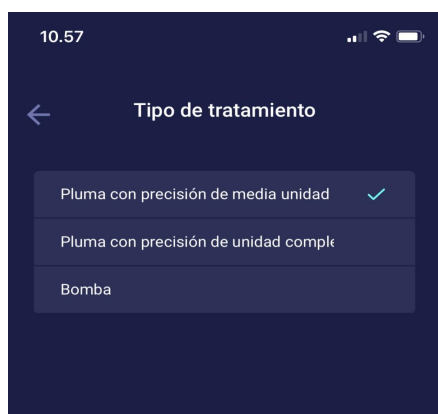 10.57
Tipo de tratamiento
Pluma con precisión de media unidad
Pluma con precisión de unidad comple
Bomba